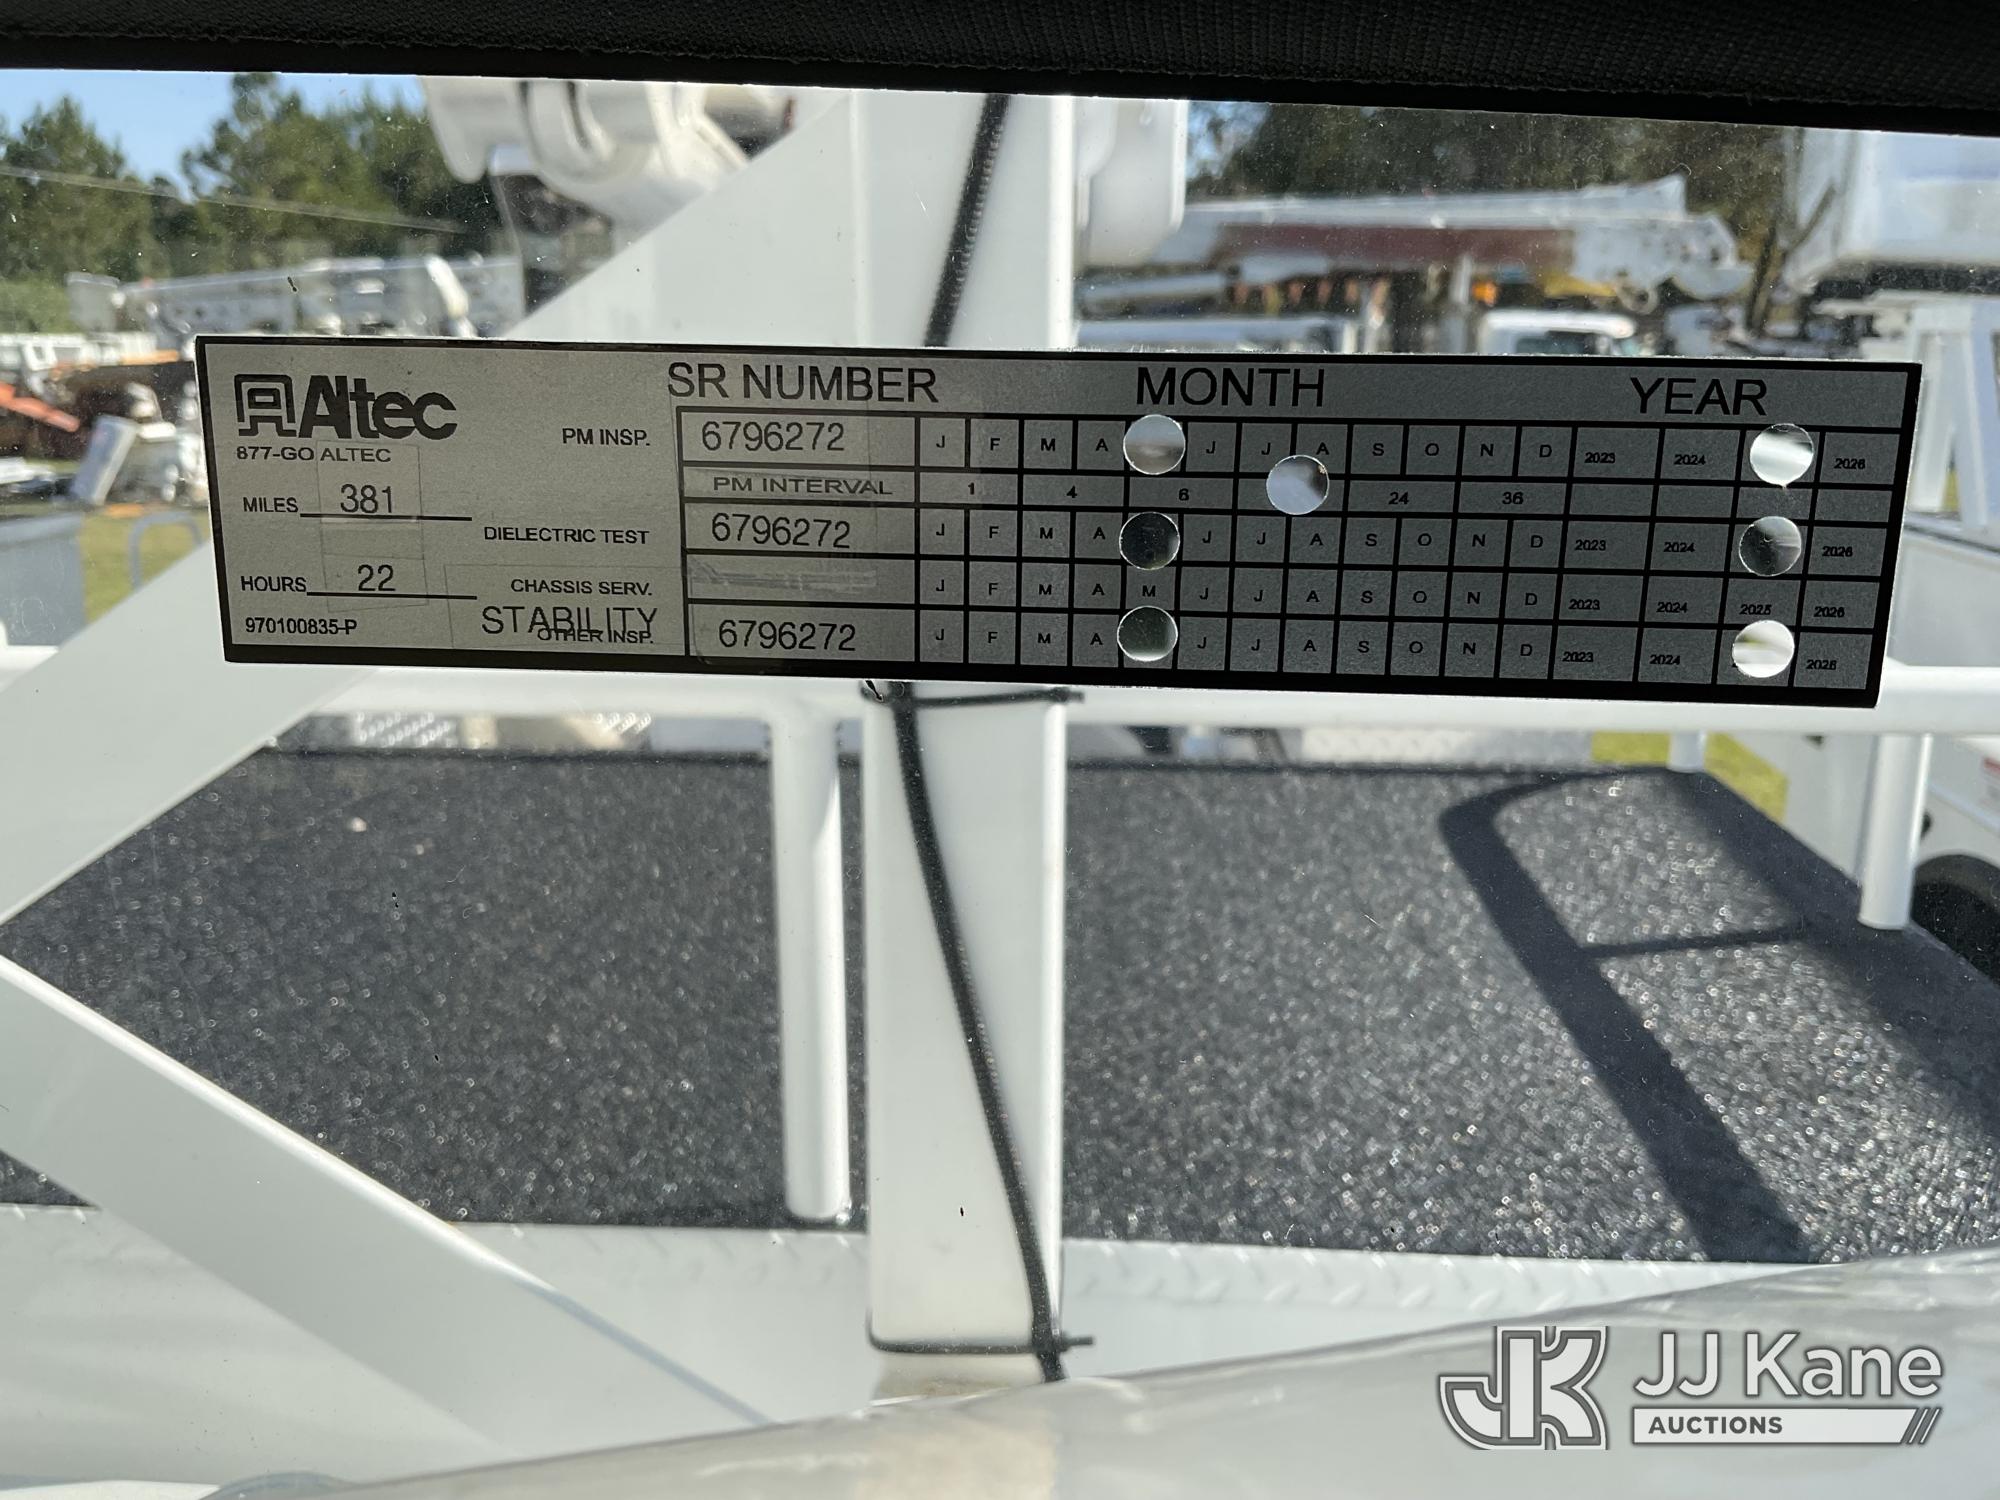 Altec SR NUMBER MONTH YEAR
877-GO ALTEC PM INSP. 6796272 J F M A J J A S O N D 2023 2024 2026
PM INTERVAL 1 4 6 24 36
MILES 381 DIELECTRIC TEST 6796272 J F M A J J A S O N D 2023 2024 2026
HOURS 22 CHASSIS SERV. J F M A M J J A S O N D 2023 2024 2025 2026
970100835-P STABILITY OTHER INSP. 6796272 J F M A J J A S O N D 2023 2024 2026
JK JJ Kane
AUCTIONS